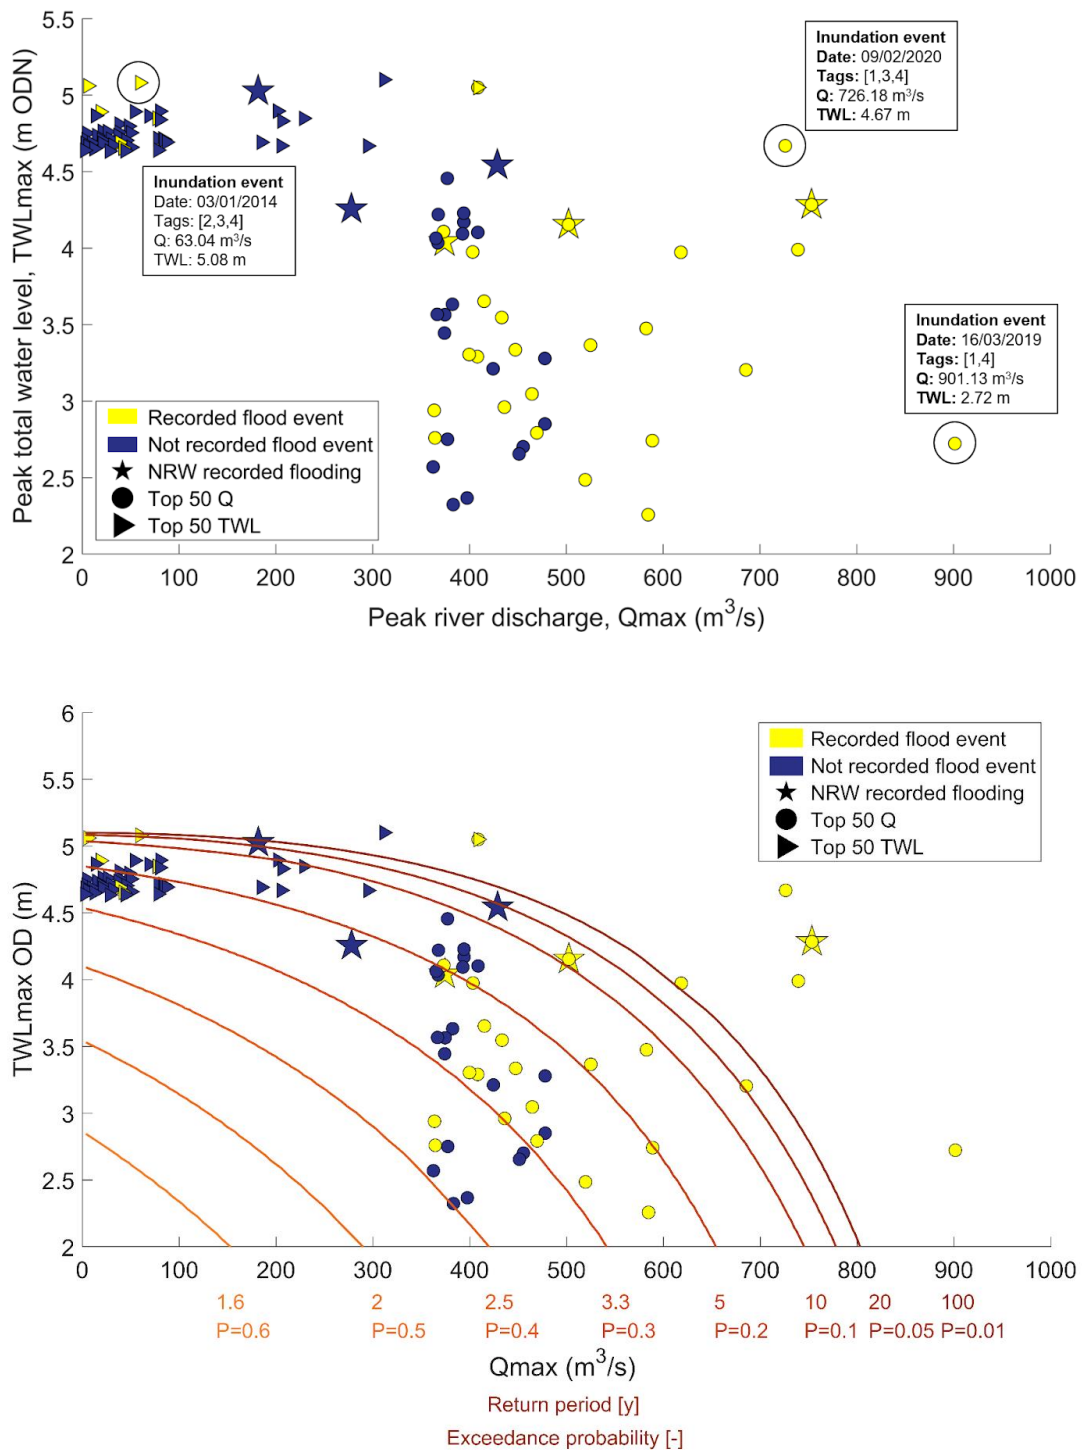 5.5
5
4.5
4
3.5
3
2.5
2
Peak total water level, TWLmax (m ODN)
Inundation event
Date: 09/02/2020
Tags: [1,3,4]
Q: 726.18 m³/s
TWL: 4.67 m
Inundation event
Date: 03/01/2014
Tags: [2,3,4]
Q: 63.04 m³/s
TWL: 5.08 m
Inundation event
Date: 16/03/2019
Tags: [1,4]
Q: 901.13 m³/s
TWL: 2.72 m
Recorded flood event
Not recorded flood event
NRW recorded flooding
Top 50 Q
Top 50 TWL
0 100 200 300 400 500 600 700 800 900 1000
Peak river discharge, Qmax (m³/s)
6
5.5
5
4.5
4
3.5
3
2.5
2
TWLmax OD (m)
Recorded flood event
Not recorded flood event
NRW recorded flooding
Top 50 Q
Top 50 TWL
0 100 200 300 400 500 600 700 800 900 1000
1.6 2 2.5 3.3 5 10 20 100
P=0.6 P=0.5 P=0.4 P=0.3 P=0.2 P=0.1 P=0.05 P=0.01
Qmax (m³/s)
Return period [y]
Exceedance probability [-]